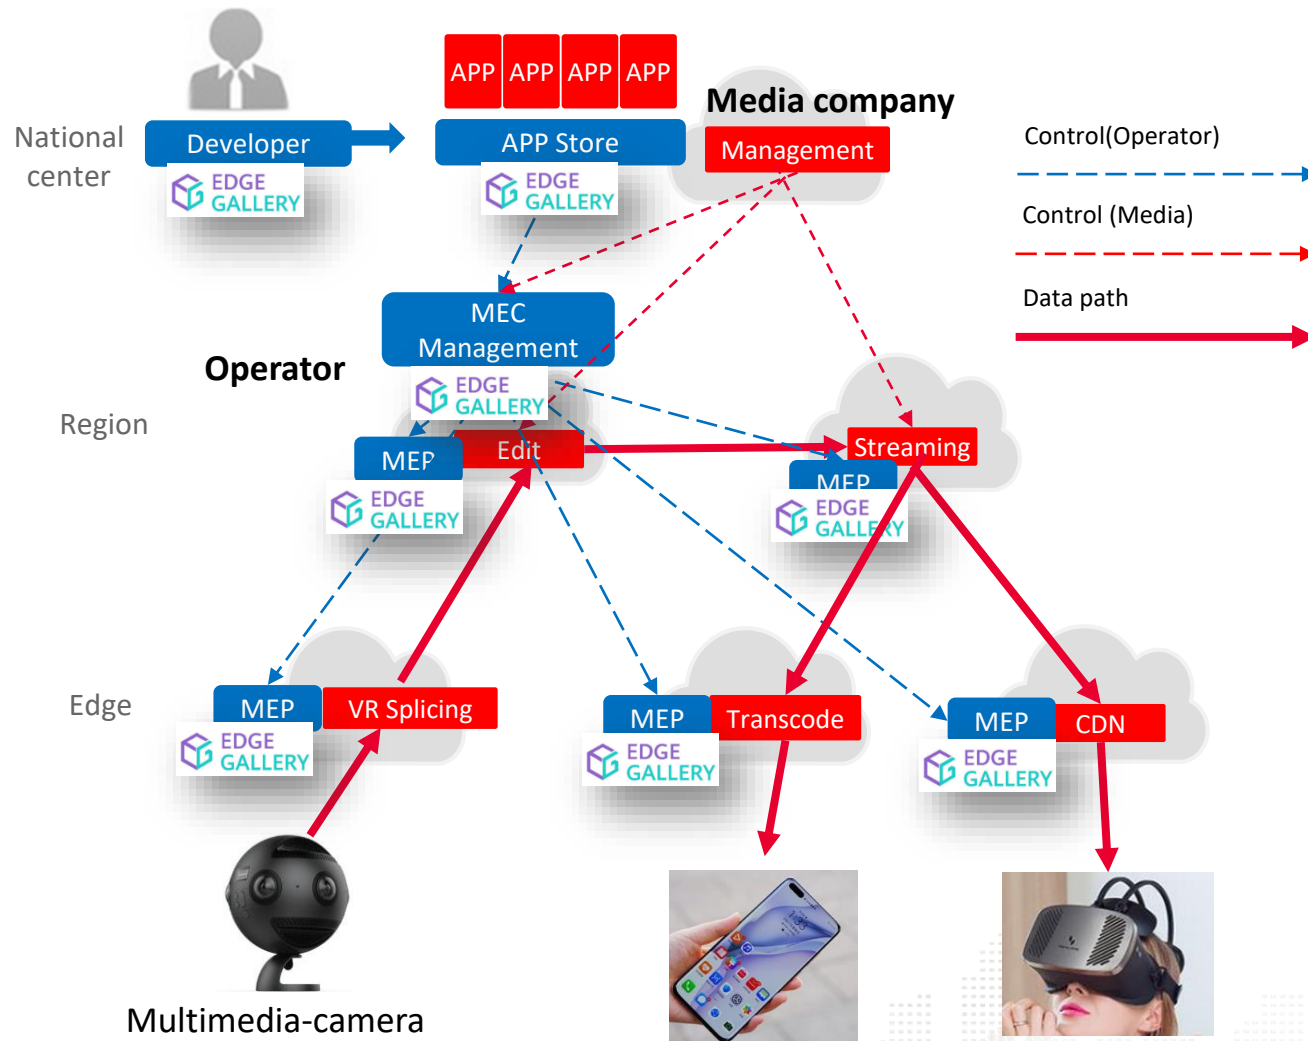 APP APP APP APP
Media company
National
center
Developer
APP Store
Management
EDGE
GALLERY
EDGE
GALLERY
Control(Operator)
Control (Media)
Data path
MEC
Management
Operator
EDGE
GALLERY
Region
MEP
Edit
Streaming
MEP
EDGE
GALLERY
EDGE
GALLERY
Edge
MEP
VR Splicing
MEP
Transcode
MEP
CDN
EDGE
GALLERY
EDGE
GALLERY
EDGE
GALLERY
Multimedia-camera